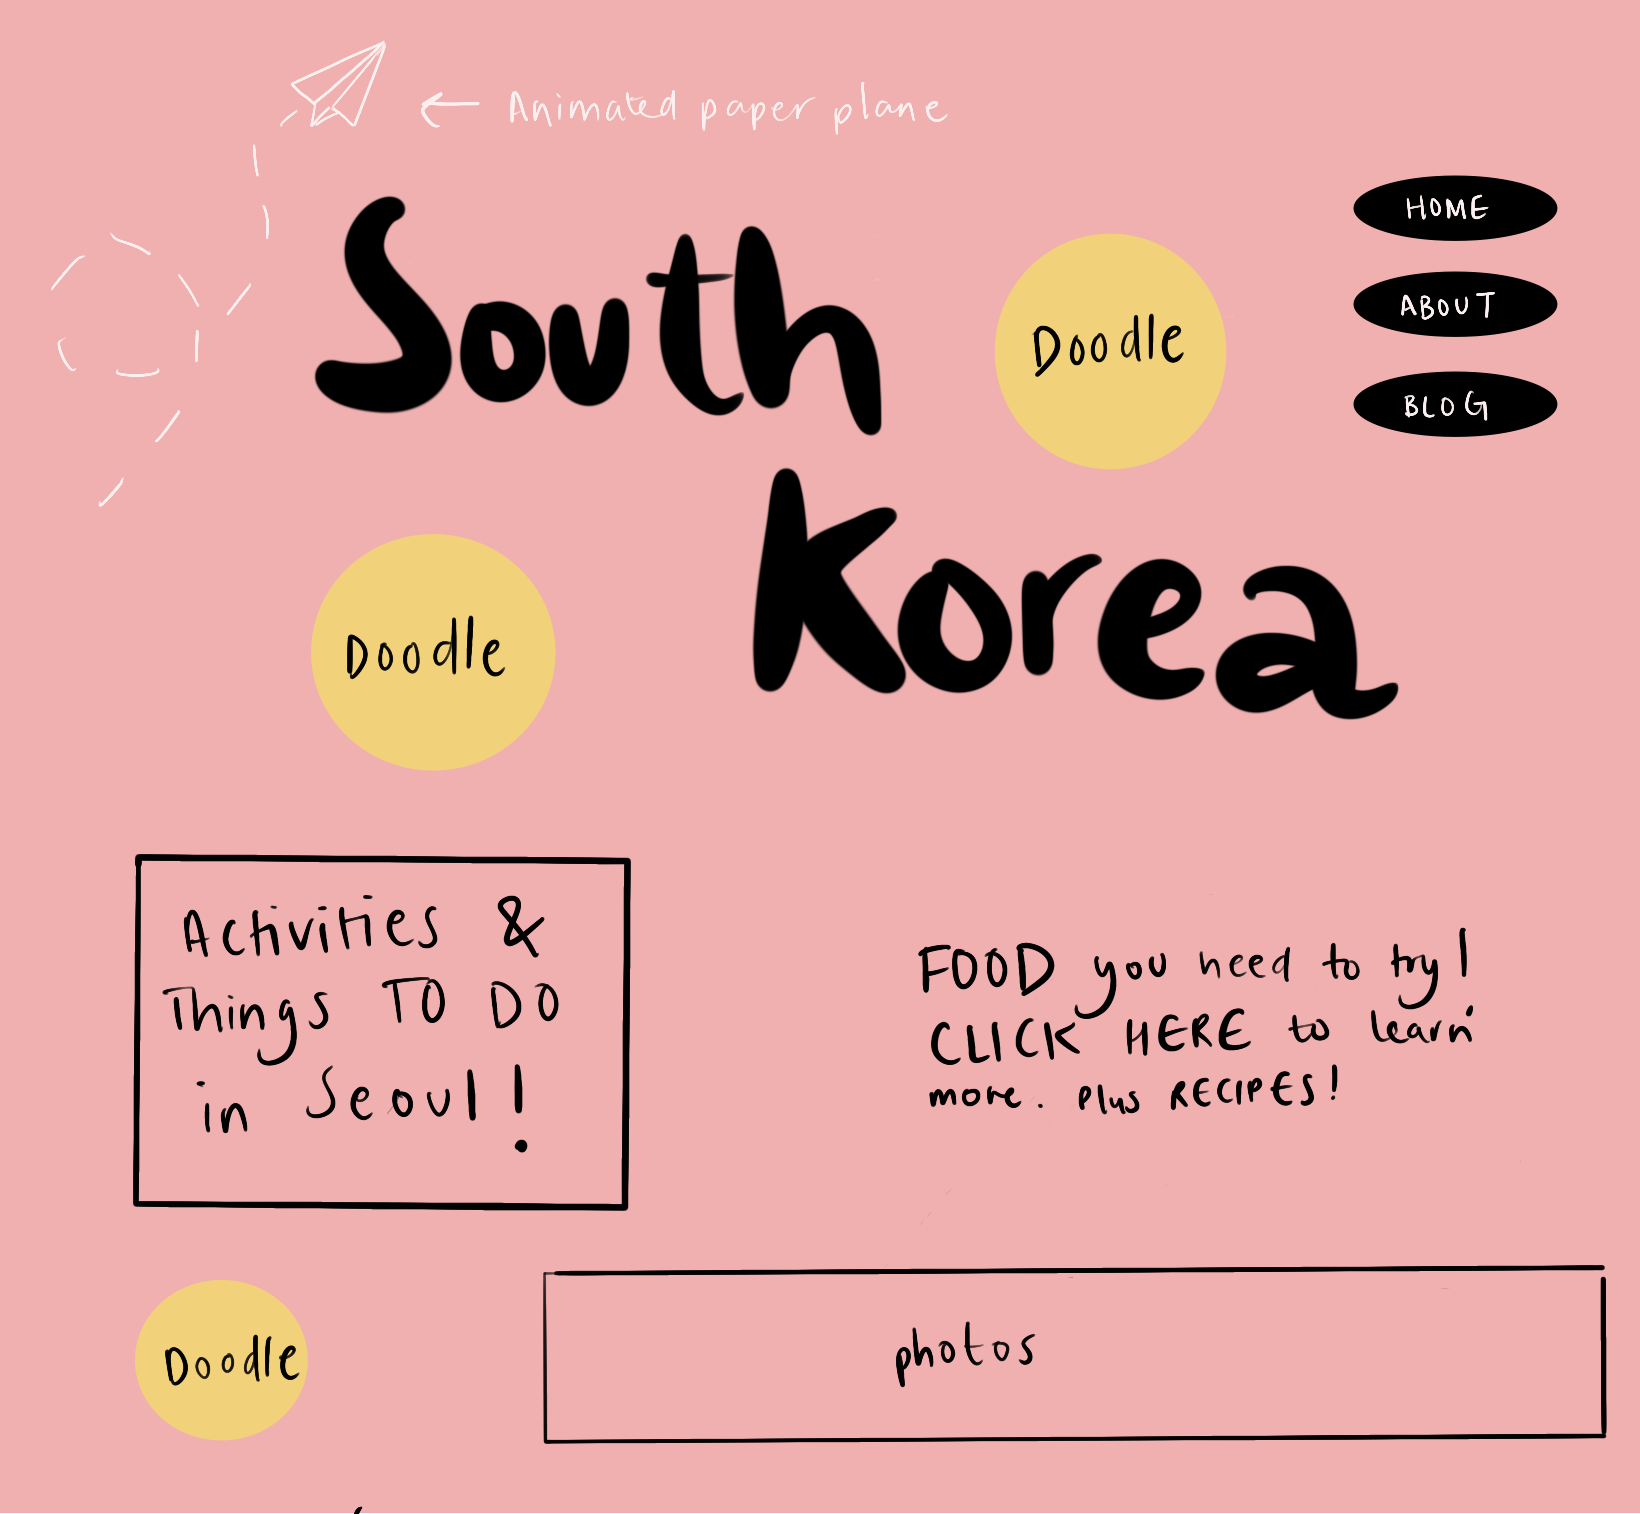 ← Animated paper plane
South
Korea
Doodle
HOME
ABOUT
BLOG
Doodle
Activities &
Things TO DO
in Seoul!
FOOD you need to try!
CLICK HERE to learn
more. Plus RECIPES!
Doodle
photos